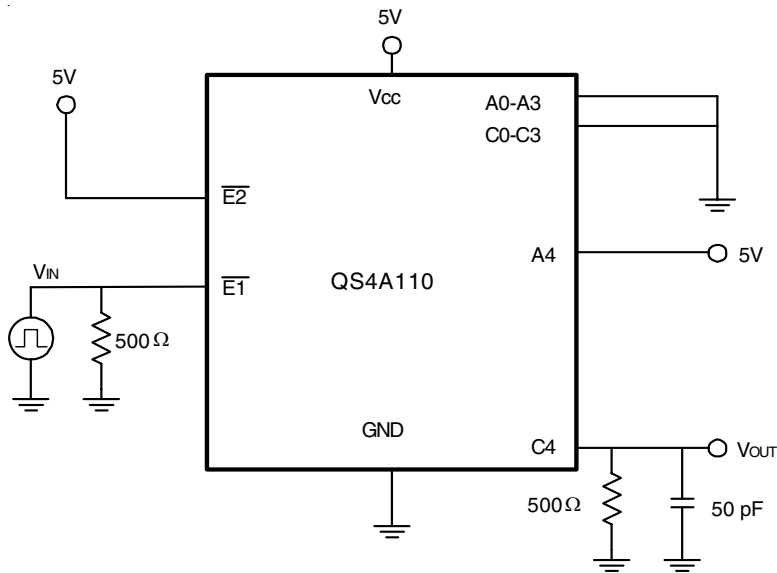 5V
5V
Vcc
A0-A3
C0-C3
E2
A4
5V
VIN
E1
QS4A110
500Ω
GND
C4
VOUT
500Ω
50 pF